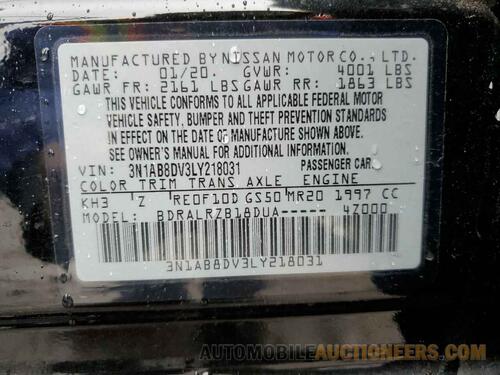 MANUFACTURED BY NISSAN MOTOR CO., LTD.
DATE: 01/20. GVWR: 4001 LBS
GAWR FR: 2161 LBS GAWR RR: 1863 LBS
THIS VEHICLE CONFORMS TO ALL APPLICABLE FEDERAL MOTOR
VEHICLE SAFETY, BUMPER AND THEFT PREVENTION STANDARDS
IN EFFECT ON THE DATE OF MANUFACTURE SHOWN ABOVE.
SEE OWNER'S MANUAL FOR ADDITIONAL INFORMATION.
VIN: 3N1AB8DV3LY218031 PASSENGER CAR.
COLOR TRIM TRANS AXLE ENGINE
KH3 Z RE0F10D GS50 MR20 1997 CC
MODEL: BDRALRZB18DUA----- 4Z000
3N1AB8DV3LY218031
AUTOMOBILEAUCTIONEERS.COM